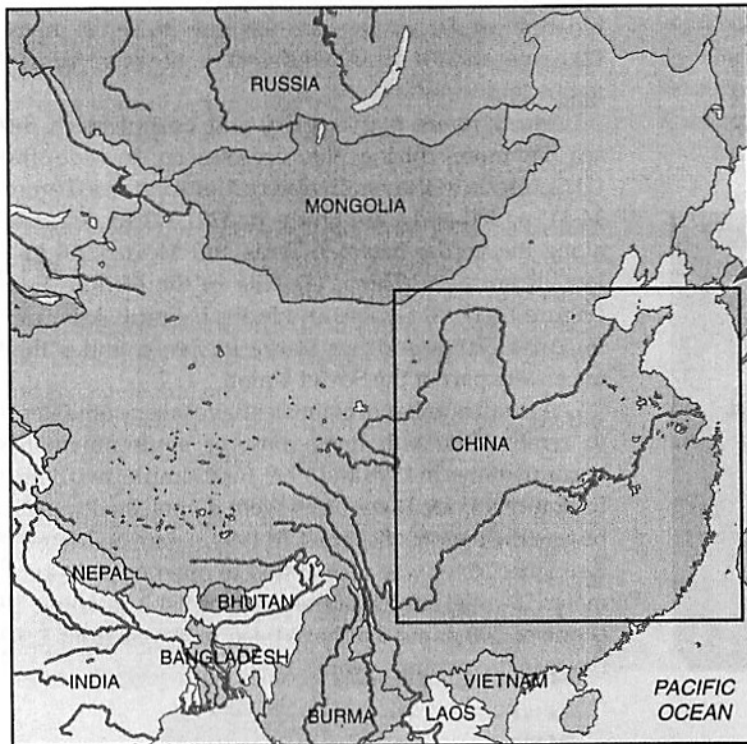 RUSSIA
MONGOLIA
CHINA
NEPAL
BHUTAN
BANGLADESH
INDIA
BURMA
LAOS
VIETNAM
PACIFIC
OCEAN